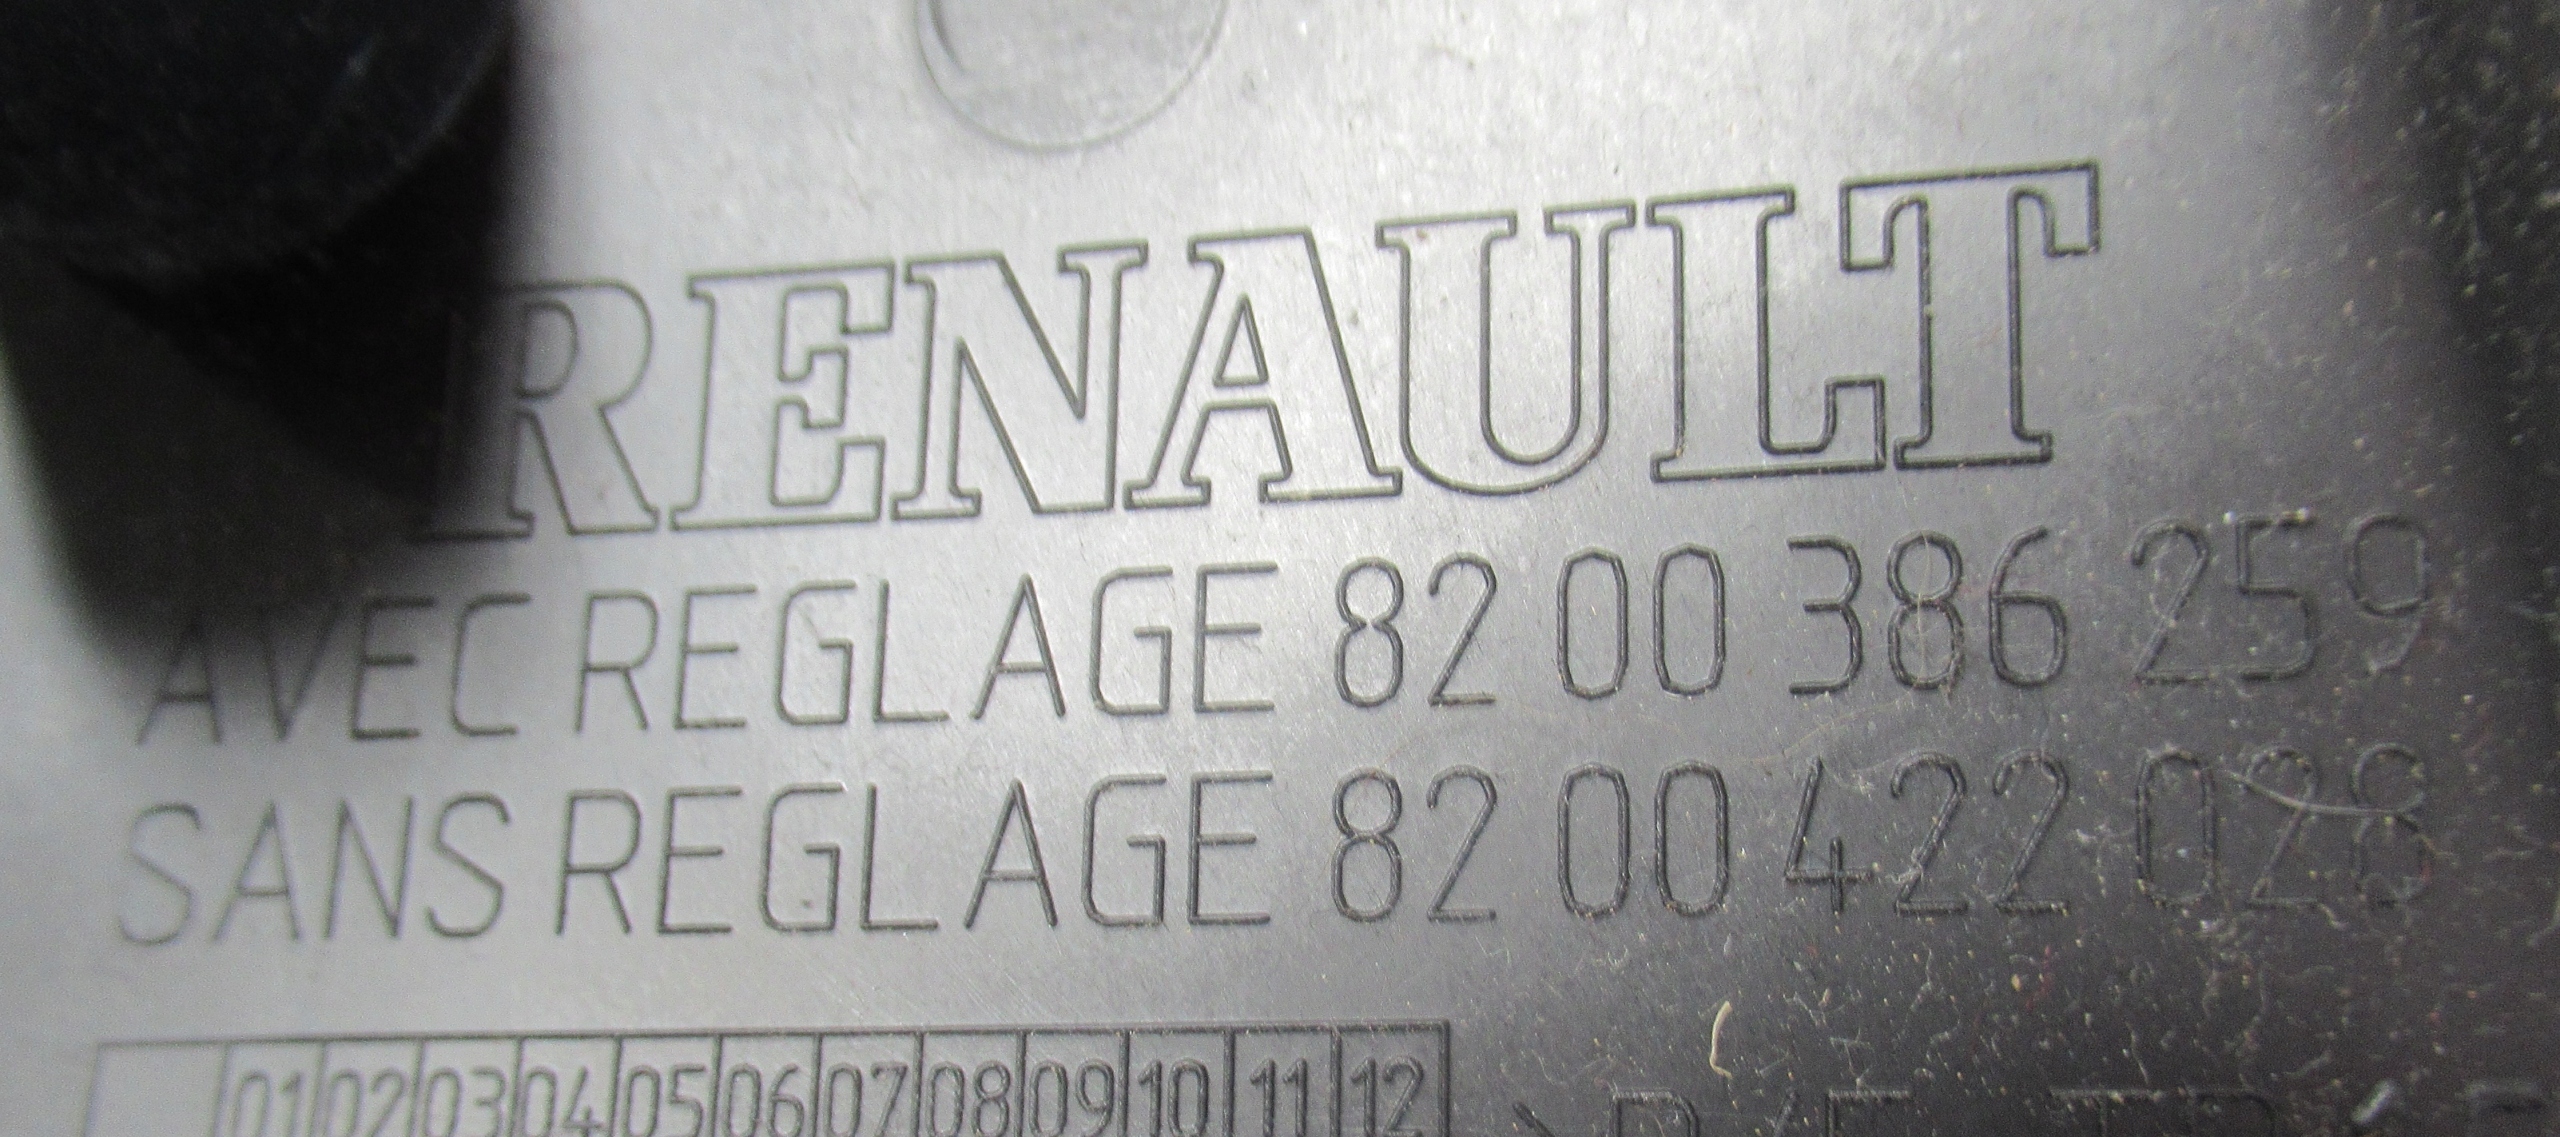 RENAULT
AVEC REGLAGE 82 00 386 259
SANS REGLAGE 82 00 422 028
01 02 03 04 05 06 07 08 09 10 11 12